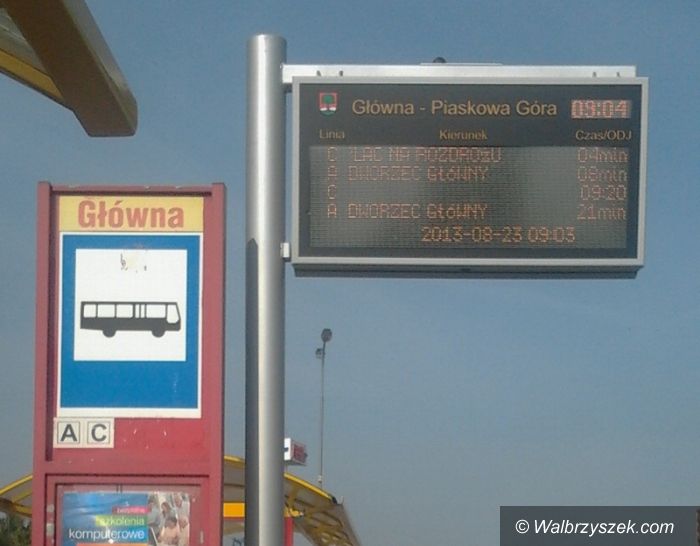 Główna - Piaskowa Góra 09:04
Linia Kierunek Czas/ODJ
C PLAC NA ROZDROżU 04min
A DWORZEC GłóWNY 08min
C 09:20
A DWORZEC GłóWNY 21min
2013-08-23 09:03
Główna
A C
bezpłatne
szkolenia
komputerowe
© Walbrzyszek.com